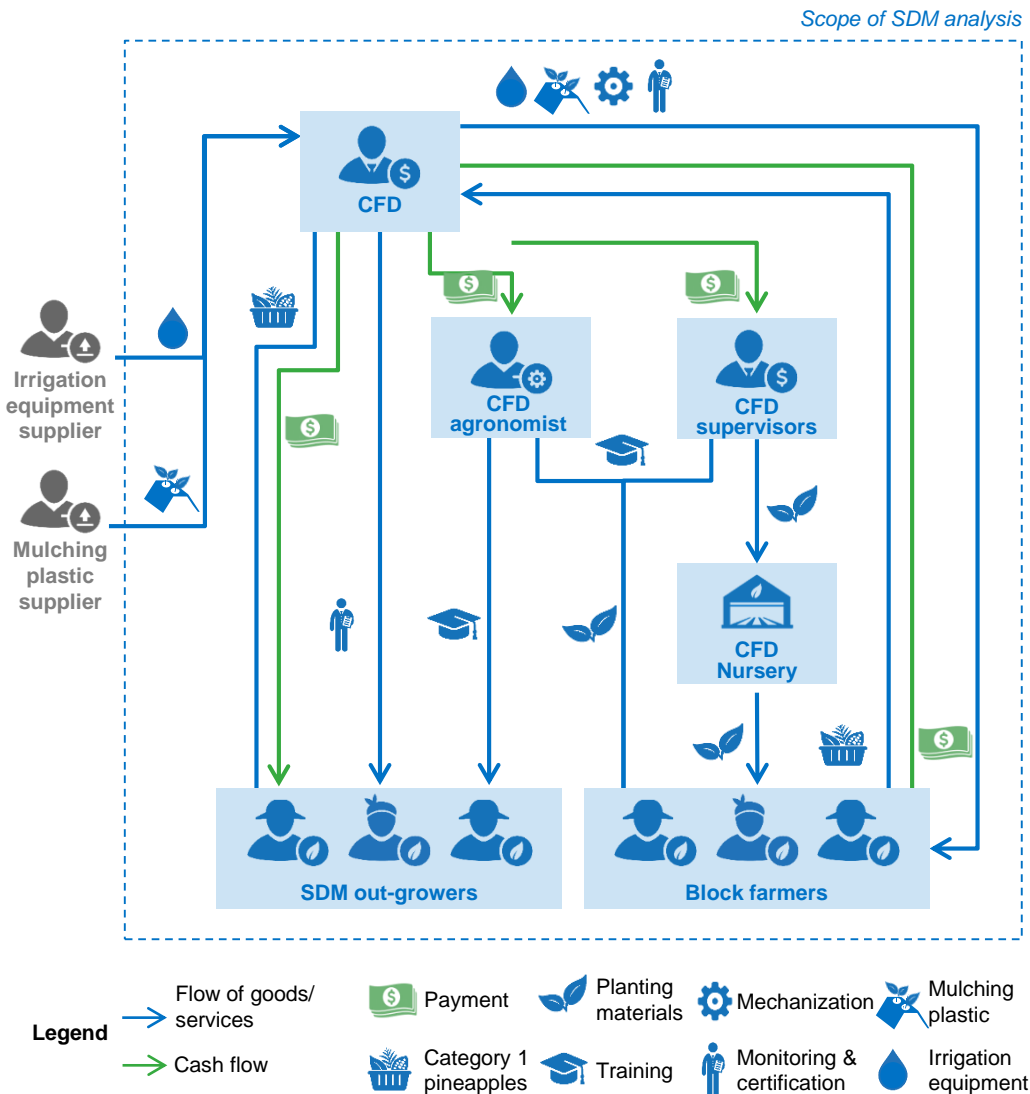 Scope of SDM analysis
CFD
Irrigation
equipment
supplier
CFD
agronomist
CFD
supervisors
Mulching
plastic
supplier
CFD
Nursery
SDM out-growers
Block farmers
Legend
Flow of goods/
services
Cash flow
Payment
Category 1
pineapples
Planting
materials
Training
Mechanization
Monitoring &
certification
Mulching
plastic
Irrigation
equipment